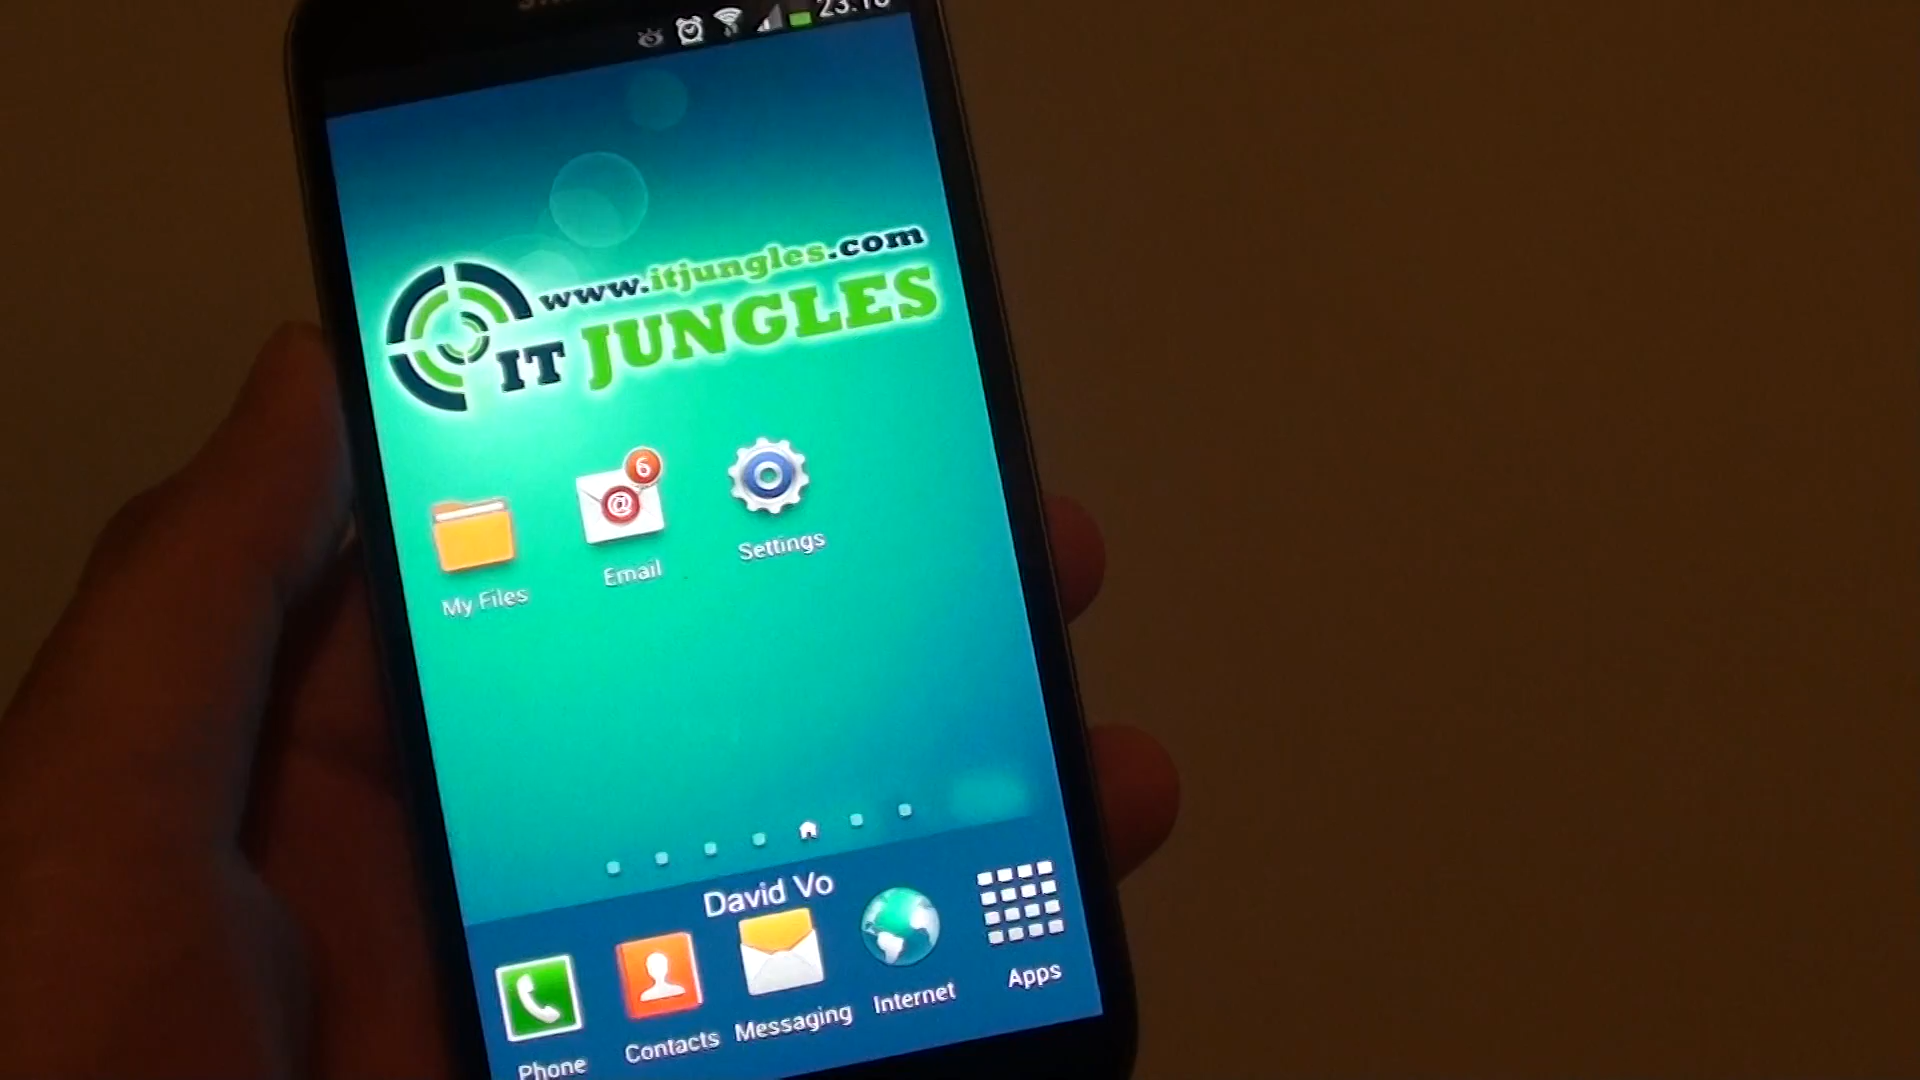 www.itjungles.com
IT JUNGLES
6
@
My Files
Email
Settings
David Vo
Phone
Contacts
Messaging
Internet
Apps